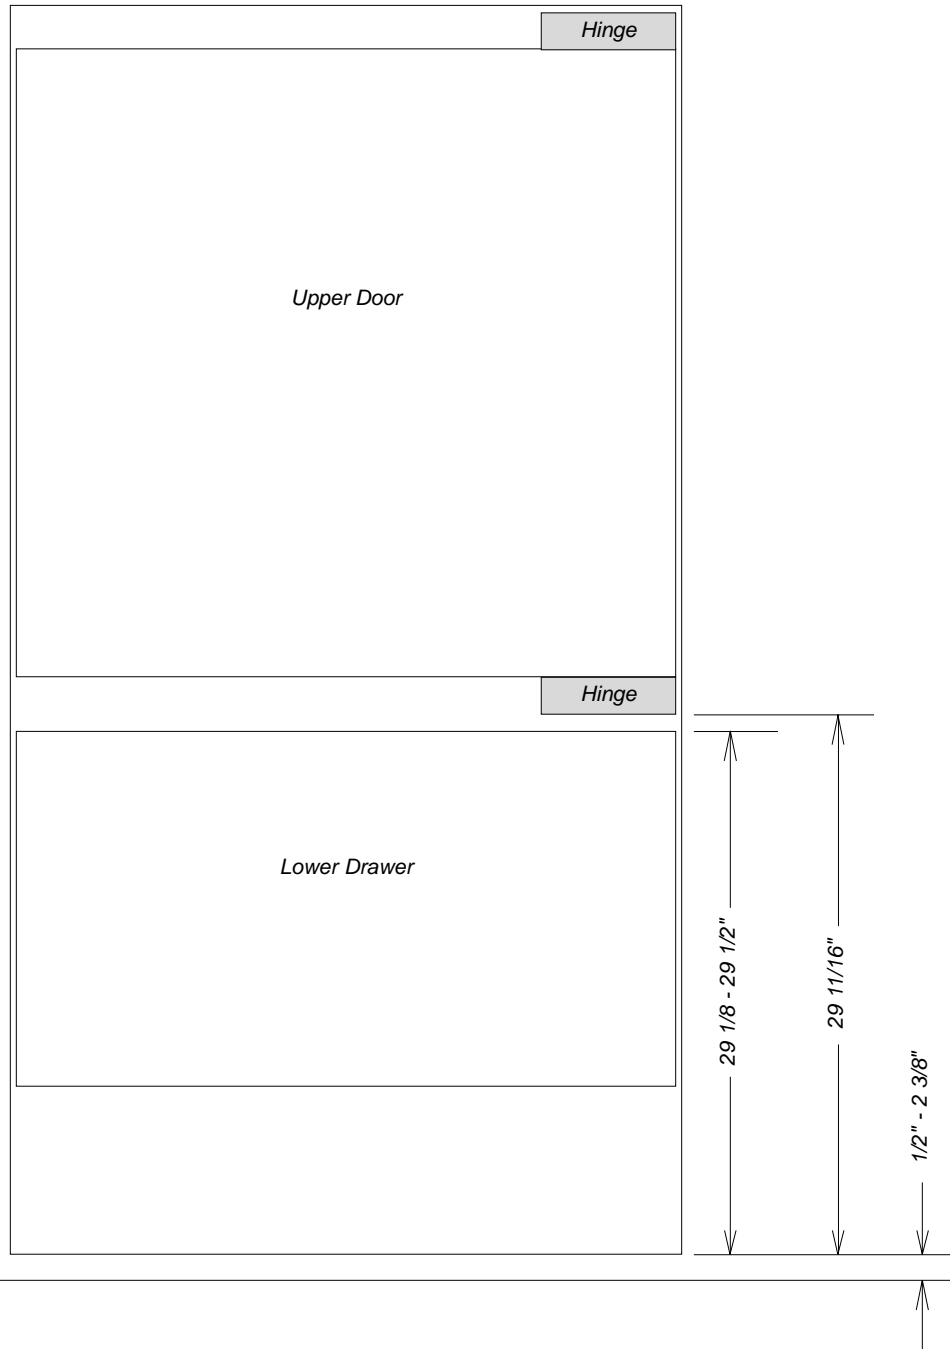 Hinge
Upper Door
Hinge
Lower Drawer
29 1/8 - 29 1/2"
29 11/16"
1/2" - 2 3/8"